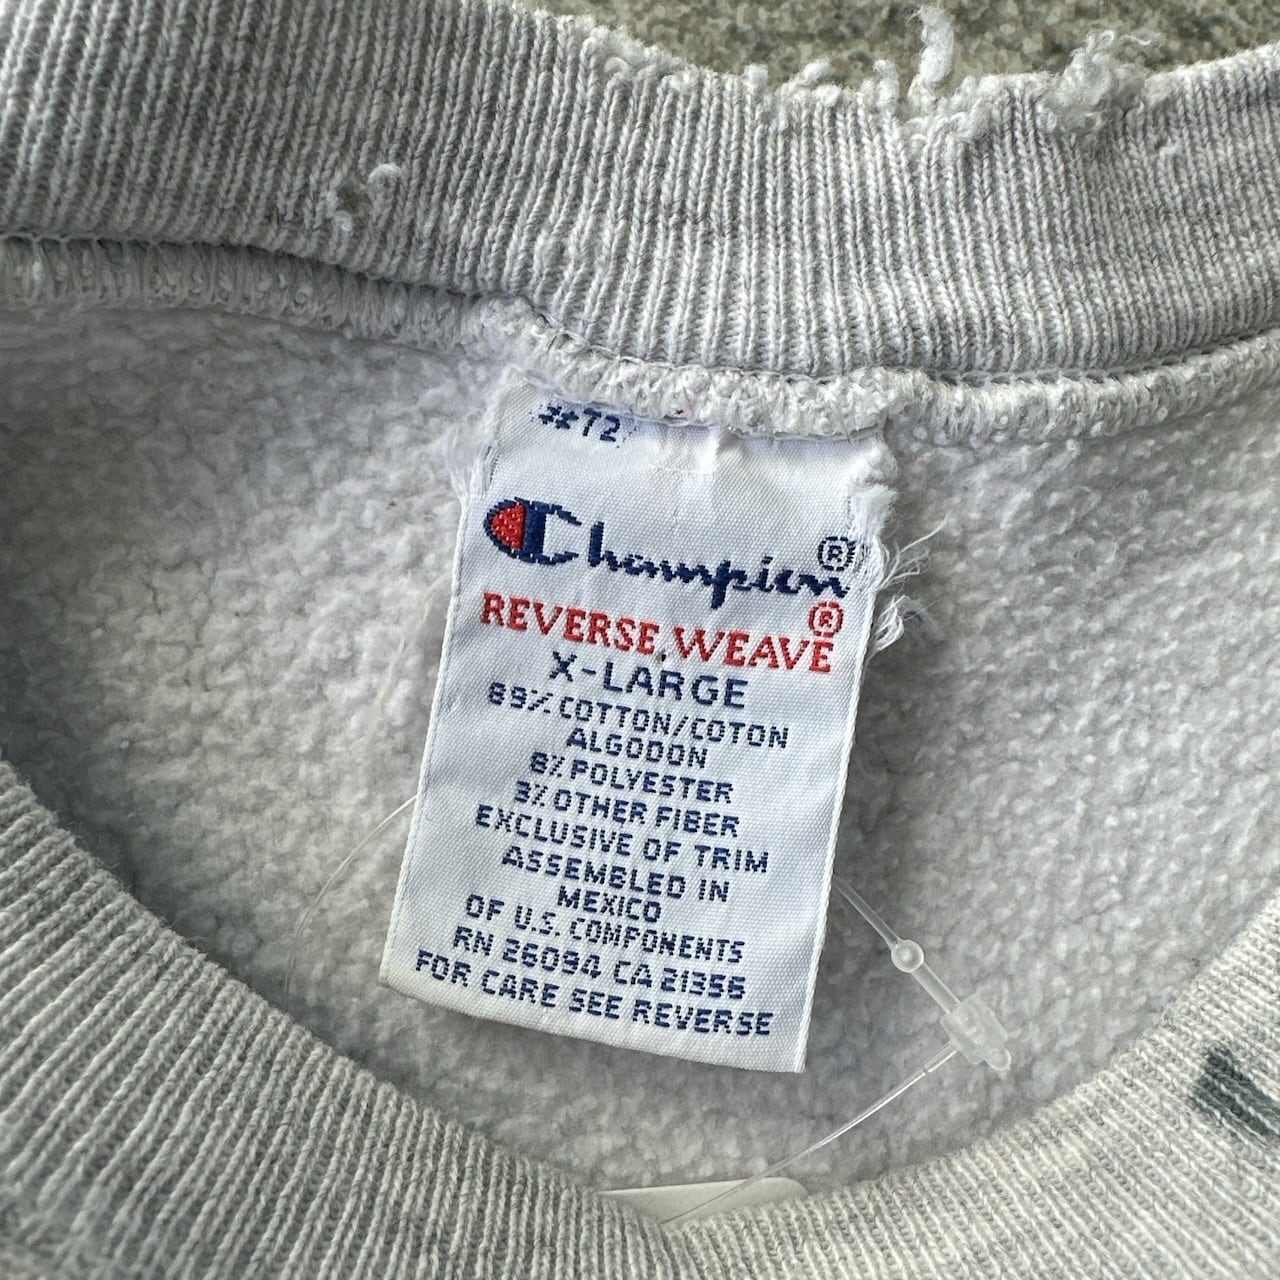 #72
Champion®
REVERSE WEAVE®
X-LARGE
89% COTTON/COTON
ALGODON
8% POLYESTER
3% OTHER FIBER
EXCLUSIVE OF TRIM
ASSEMBLED IN
MEXICO
OF U.S. COMPONENTS
RN 26094 CA 21356
FOR CARE SEE REVERSE